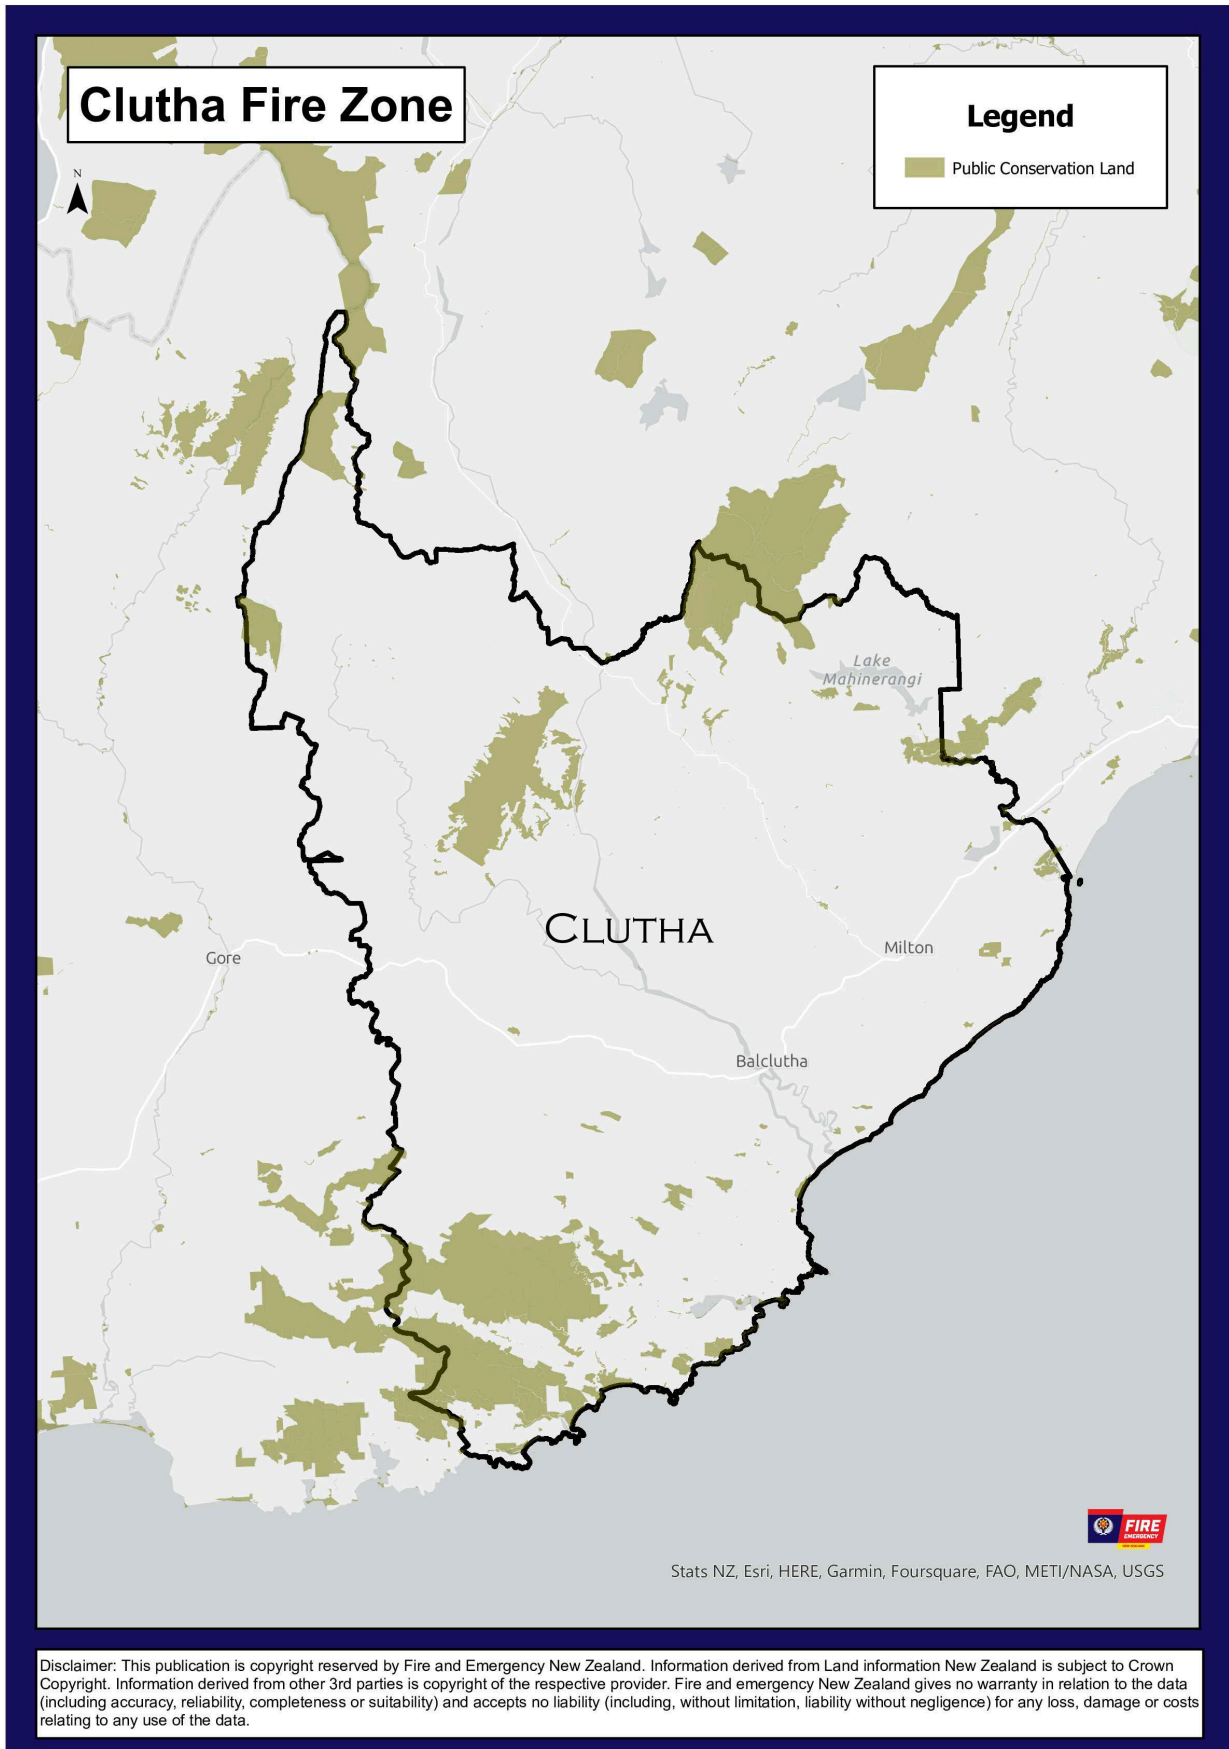 Clutha Fire Zone
Legend
Public Conservation Land
N
Lake
Mahinerangi
CLUTHA
Milton
Gore
Balclutha
FIRE
EMERGENCY
NEW ZEALAND
Stats NZ, Esri, HERE, Garmin, Foursquare, FAO, METI/NASA, USGS
Disclaimer: This publication is copyright reserved by Fire and Emergency New Zealand. Information derived from Land information New Zealand is subject to Crown
Copyright. Information derived from other 3rd parties is copyright of the respective provider. Fire and emergency New Zealand gives no warranty in relation to the data
(including accuracy, reliability, completeness or suitability) and accepts no liability (including, without limitation, liability without negligence) for any loss, damage or costs
relating to any use of the data.